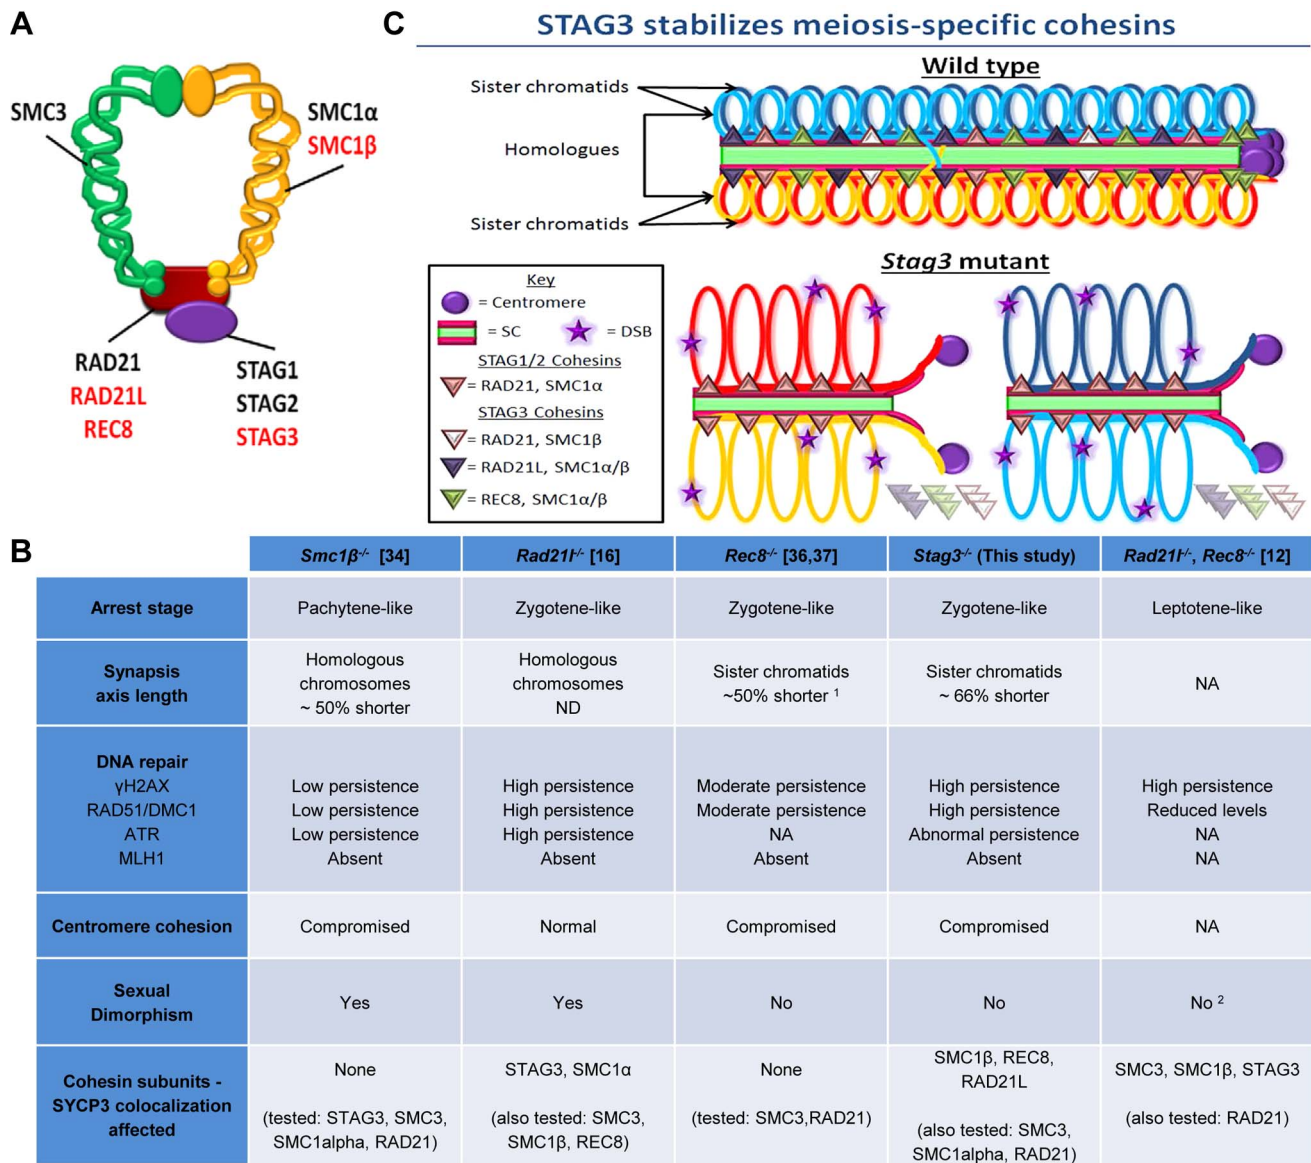 A
SMC3
SMC1α
SMC1β
RAD21
RAD21L
REC8
STAG1
STAG2
STAG3
C
STAG3 stabilizes meiosis-specific cohesins
Wild type
Sister chromatids
Homologues
Sister chromatids
Stag3 mutant
Key
= Centromere
= SC
= DSB
STAG1/2 Cohesins
= RAD21, SMC1α
STAG3 Cohesins
= RAD21, SMC1β
= RAD21L, SMC1α/β
= REC8, SMC1α/β
B
Smc1β-/- [34]
Rad21l-/- [16]
Rec8-/- [36,37]
Stag3-/- (This study)
Rad21l-/-, Rec8-/- [12]
Arrest stage
Pachytene-like
Zygotene-like
Zygotene-like
Zygotene-like
Leptotene-like
Synapsis
axis length
Homologous
chromosomes
~ 50% shorter
Homologous
chromosomes
ND
Sister chromatids
~50% shorter 1
Sister chromatids
~ 66% shorter
NA
DNA repair
γH2AX
RAD51/DMC1
ATR
MLH1
Low persistence
Low persistence
Low persistence
Absent
High persistence
High persistence
High persistence
Absent
Moderate persistence
Moderate persistence
NA
Absent
High persistence
High persistence
Abnormal persistence
Absent
High persistence
Reduced levels
NA
NA
Centromere cohesion
Compromised
Normal
Compromised
Compromised
NA
Sexual
Dimorphism
Yes
Yes
No
No
No 2
Cohesin subunits -
SYCP3 colocalization
affected
None
(tested: STAG3, SMC3,
SMC1alpha, RAD21)
STAG3, SMC1α
(also tested: SMC3,
SMC1β, REC8)
None
(tested: SMC3,RAD21)
SMC1β, REC8,
RAD21L
(also tested: SMC3,
SMC1alpha, RAD21)
SMC3, SMC1β, STAG3
(also tested: RAD21)